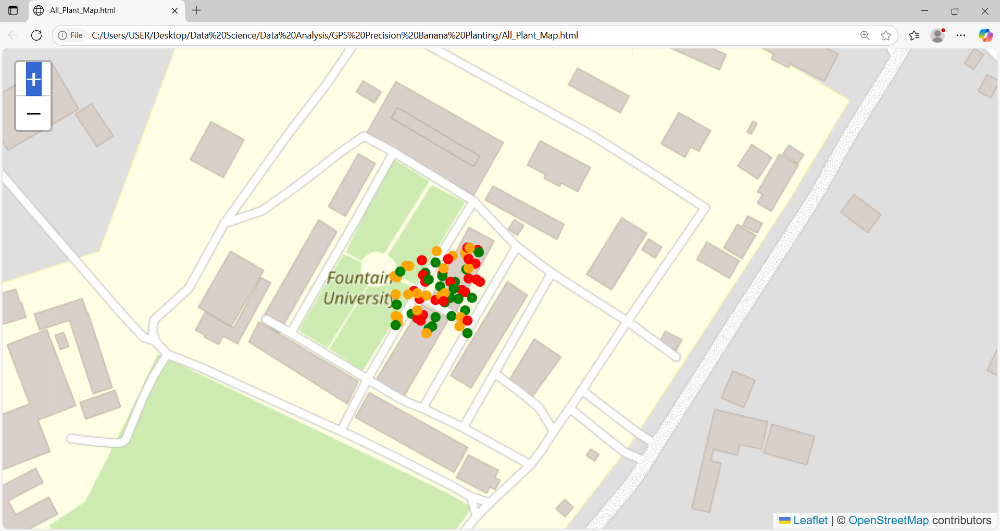 All_Plant_Map.html
File
C:/Users/USER/Desktop/Data%20Science/Data%20Analysis/GPS%20Precision%20Banana%20Planting/All_Plant_Map.html
+
−
Fountain
University
Leaflet | © OpenStreetMap contributors